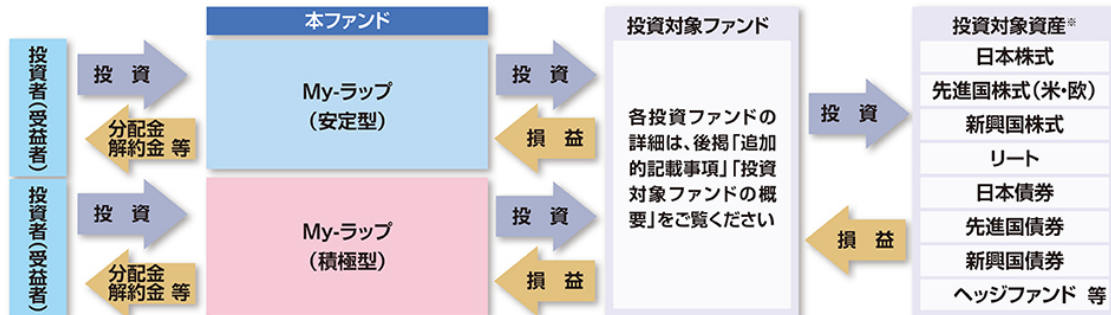 本ファンド
投資者(受益者)
投 資
分配金
解約金 等
My-ラップ
(安定型)
投 資
損 益
投資者(受益者)
投 資
分配金
解約金 等
My-ラップ
(積極型)
投 資
損 益
投資対象ファンド
各投資ファンドの
詳細は、後掲「追加
的記載事項」「投資
対象ファンドの概
要」をご覧ください
投 資
損 益
投資対象資産※
日本株式
先進国株式(米・欧)
新興国株式
リート
日本債券
先進国債券
新興国債券
ヘッジファンド 等